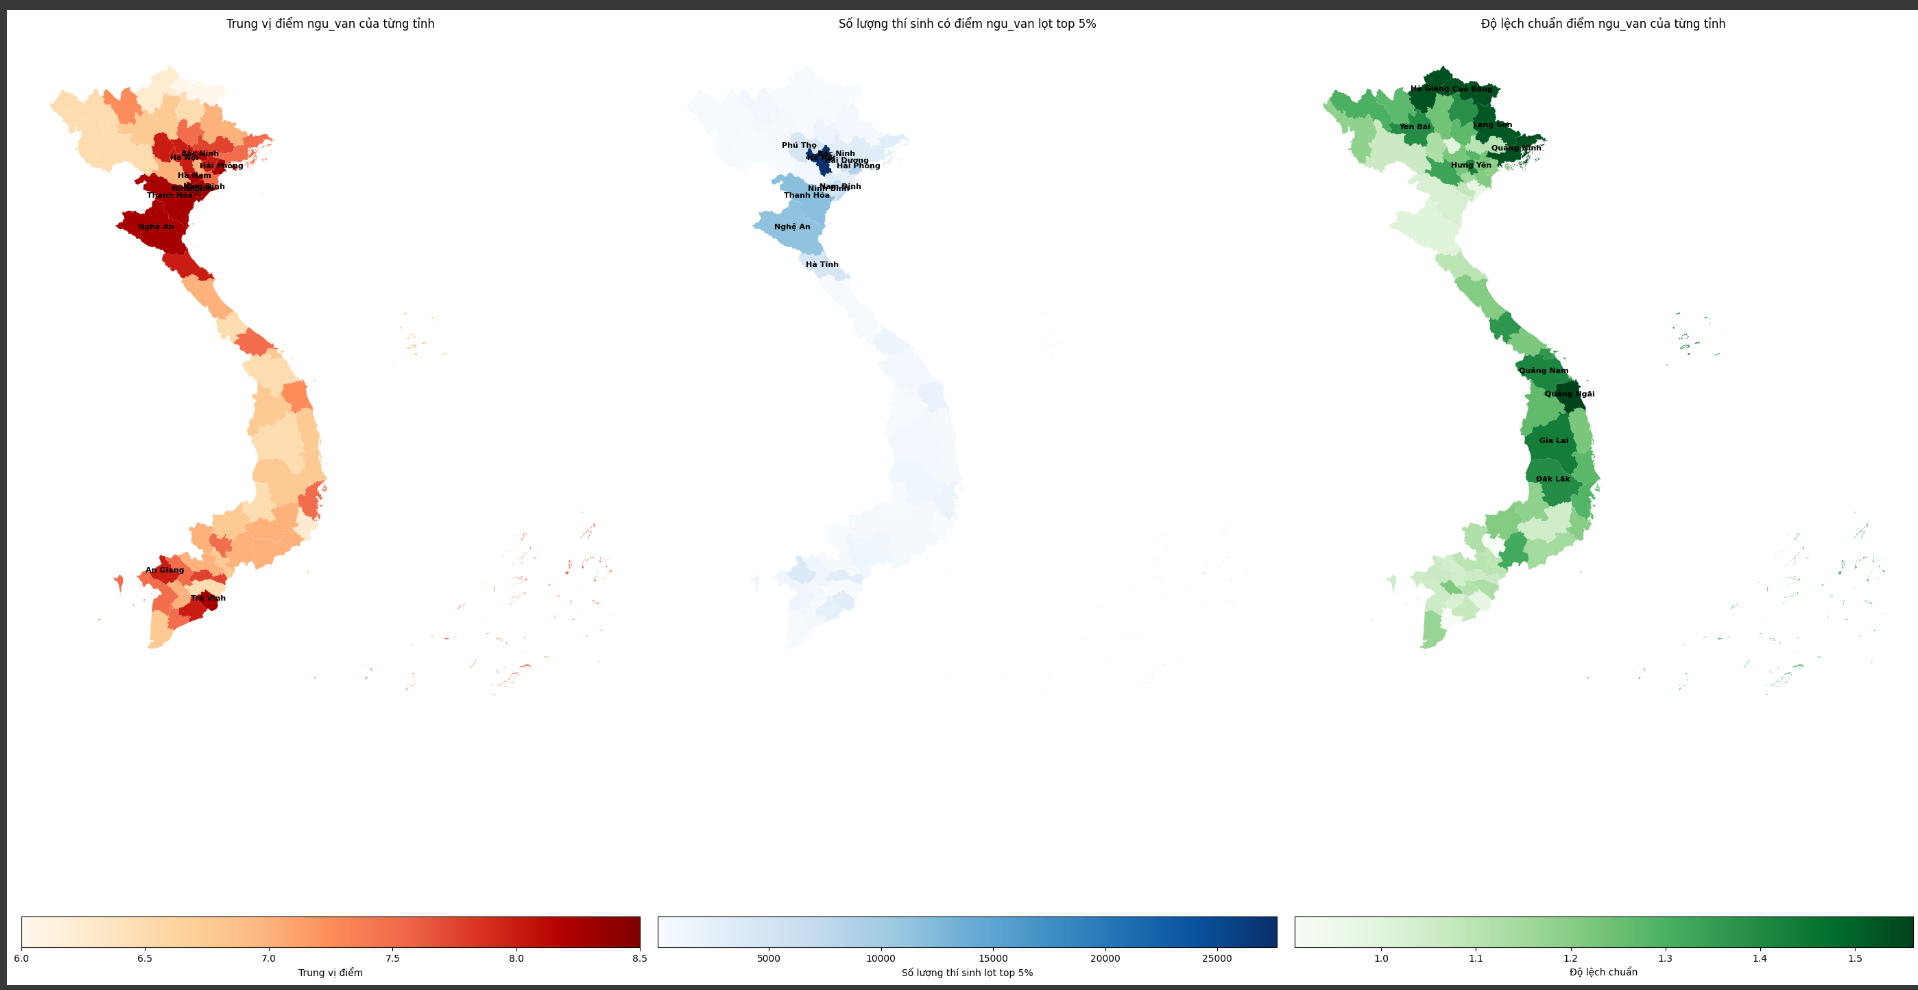 Trung vị điểm ngu_van của từng tỉnh
Nghệ An
Thanh Hóa
Hà Nội
Bắc Ninh
Hải Phòng
Hà Nam
Nam Định
Ninh Bình
An Giang
Trà Vinh
6.0 6.5 7.0 7.5 8.0 8.5
Trung vị điểm
Số lượng thí sinh có điểm ngu_van lọt top 5%
Phú Thọ
Bắc Ninh
Hải Dương
Hải Phòng
Nam Định
Ninh Bình
Thanh Hóa
Nghệ An
Hà Tĩnh
5000 10000 15000 20000 25000
Số lượng thí sinh lọt top 5%
Độ lệch chuẩn điểm ngu_van của từng tỉnh
Hà Giang
Cao Bằng
Yên Bái
Lạng Sơn
Quảng Ninh
Hưng Yên
Quảng Nam
Quảng Ngãi
Gia Lai
Đắk Lắk
1.0 1.1 1.2 1.3 1.4 1.5
Độ lệch chuẩn